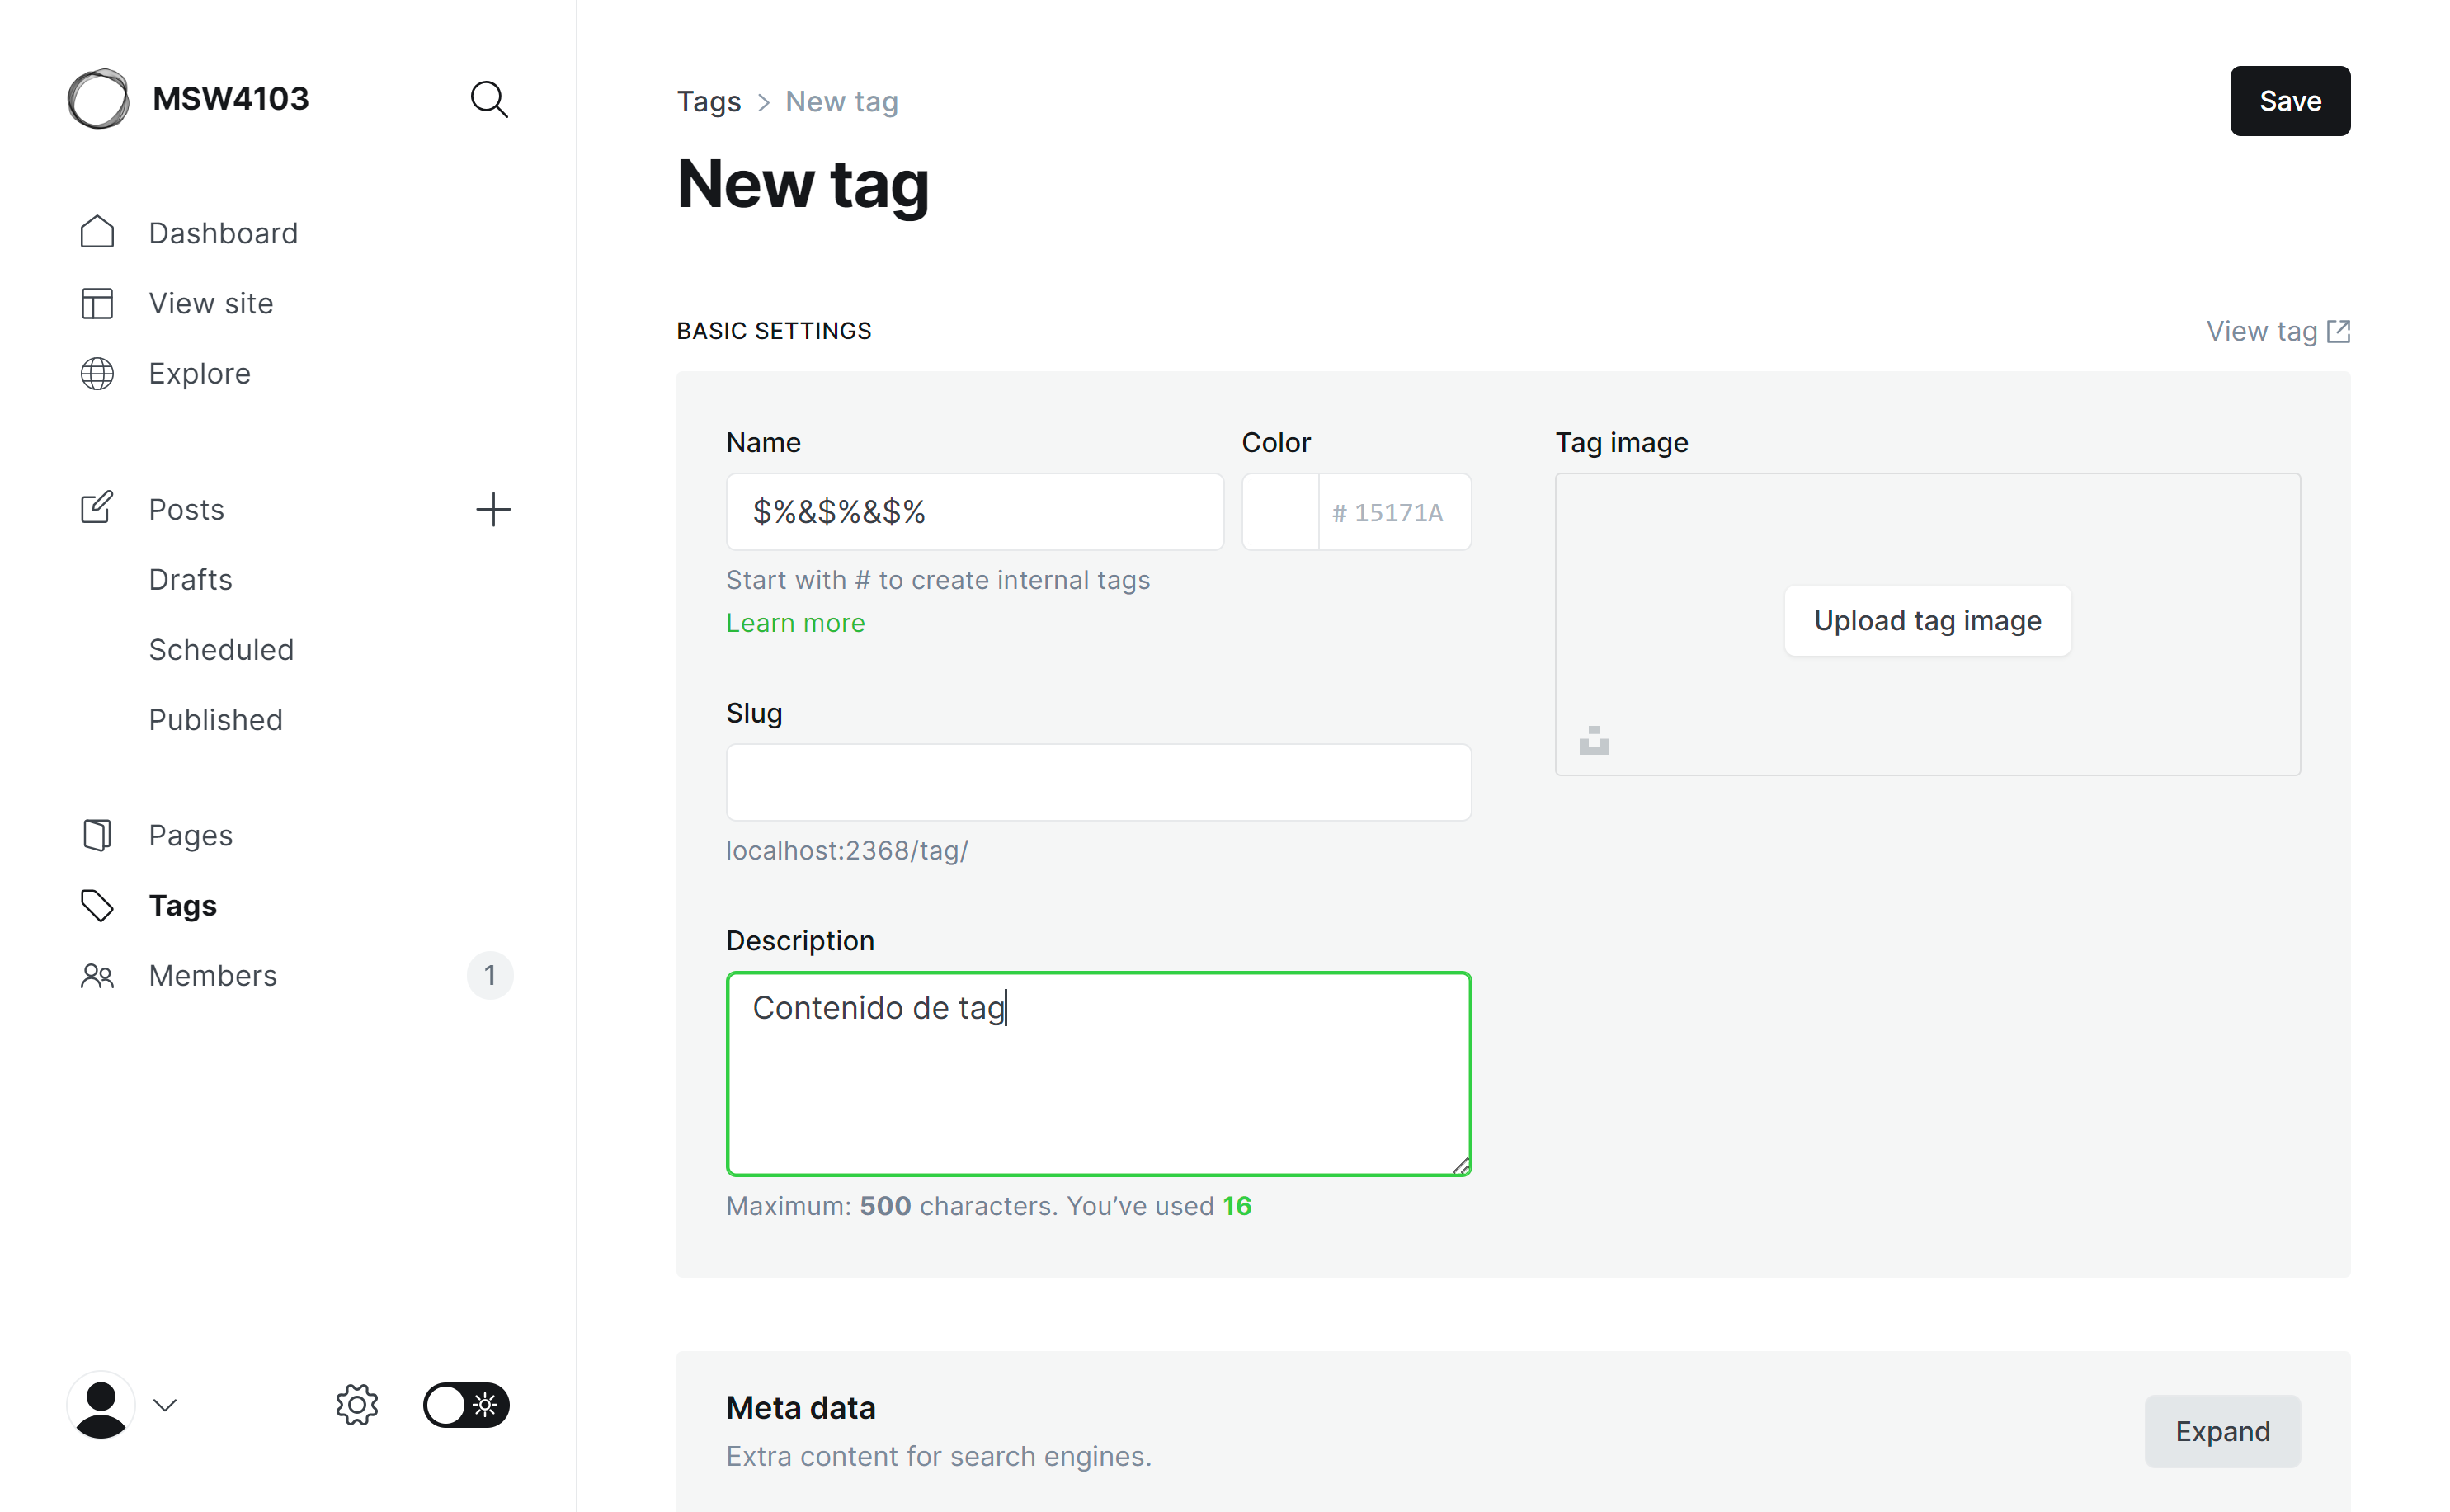 MSW4103
Dashboard
View site
Explore
Posts
Drafts
Scheduled
Published
Pages
Tags
Members 1
Tags > New tag
Save
New tag
BASIC SETTINGS
View tag
Name
$%&$%&$%
Color
# 15171A
Start with # to create internal tags
Learn more
Slug
localhost:2368/tag/
Description
Contenido de tag
Maximum: 500 characters. You’ve used 16
Tag image
Upload tag image
Meta data
Extra content for search engines.
Expand